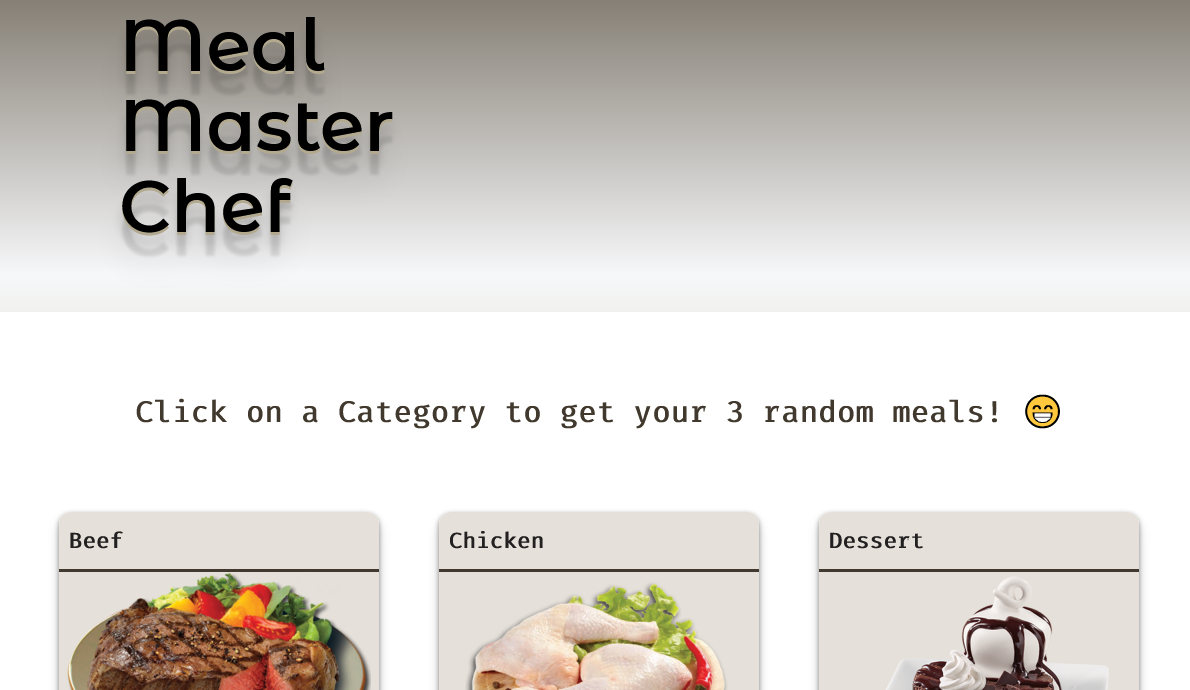 Meal
Master
Chef
Click on a Category to get your 3 random meals! 😁
Beef
Chicken
Dessert